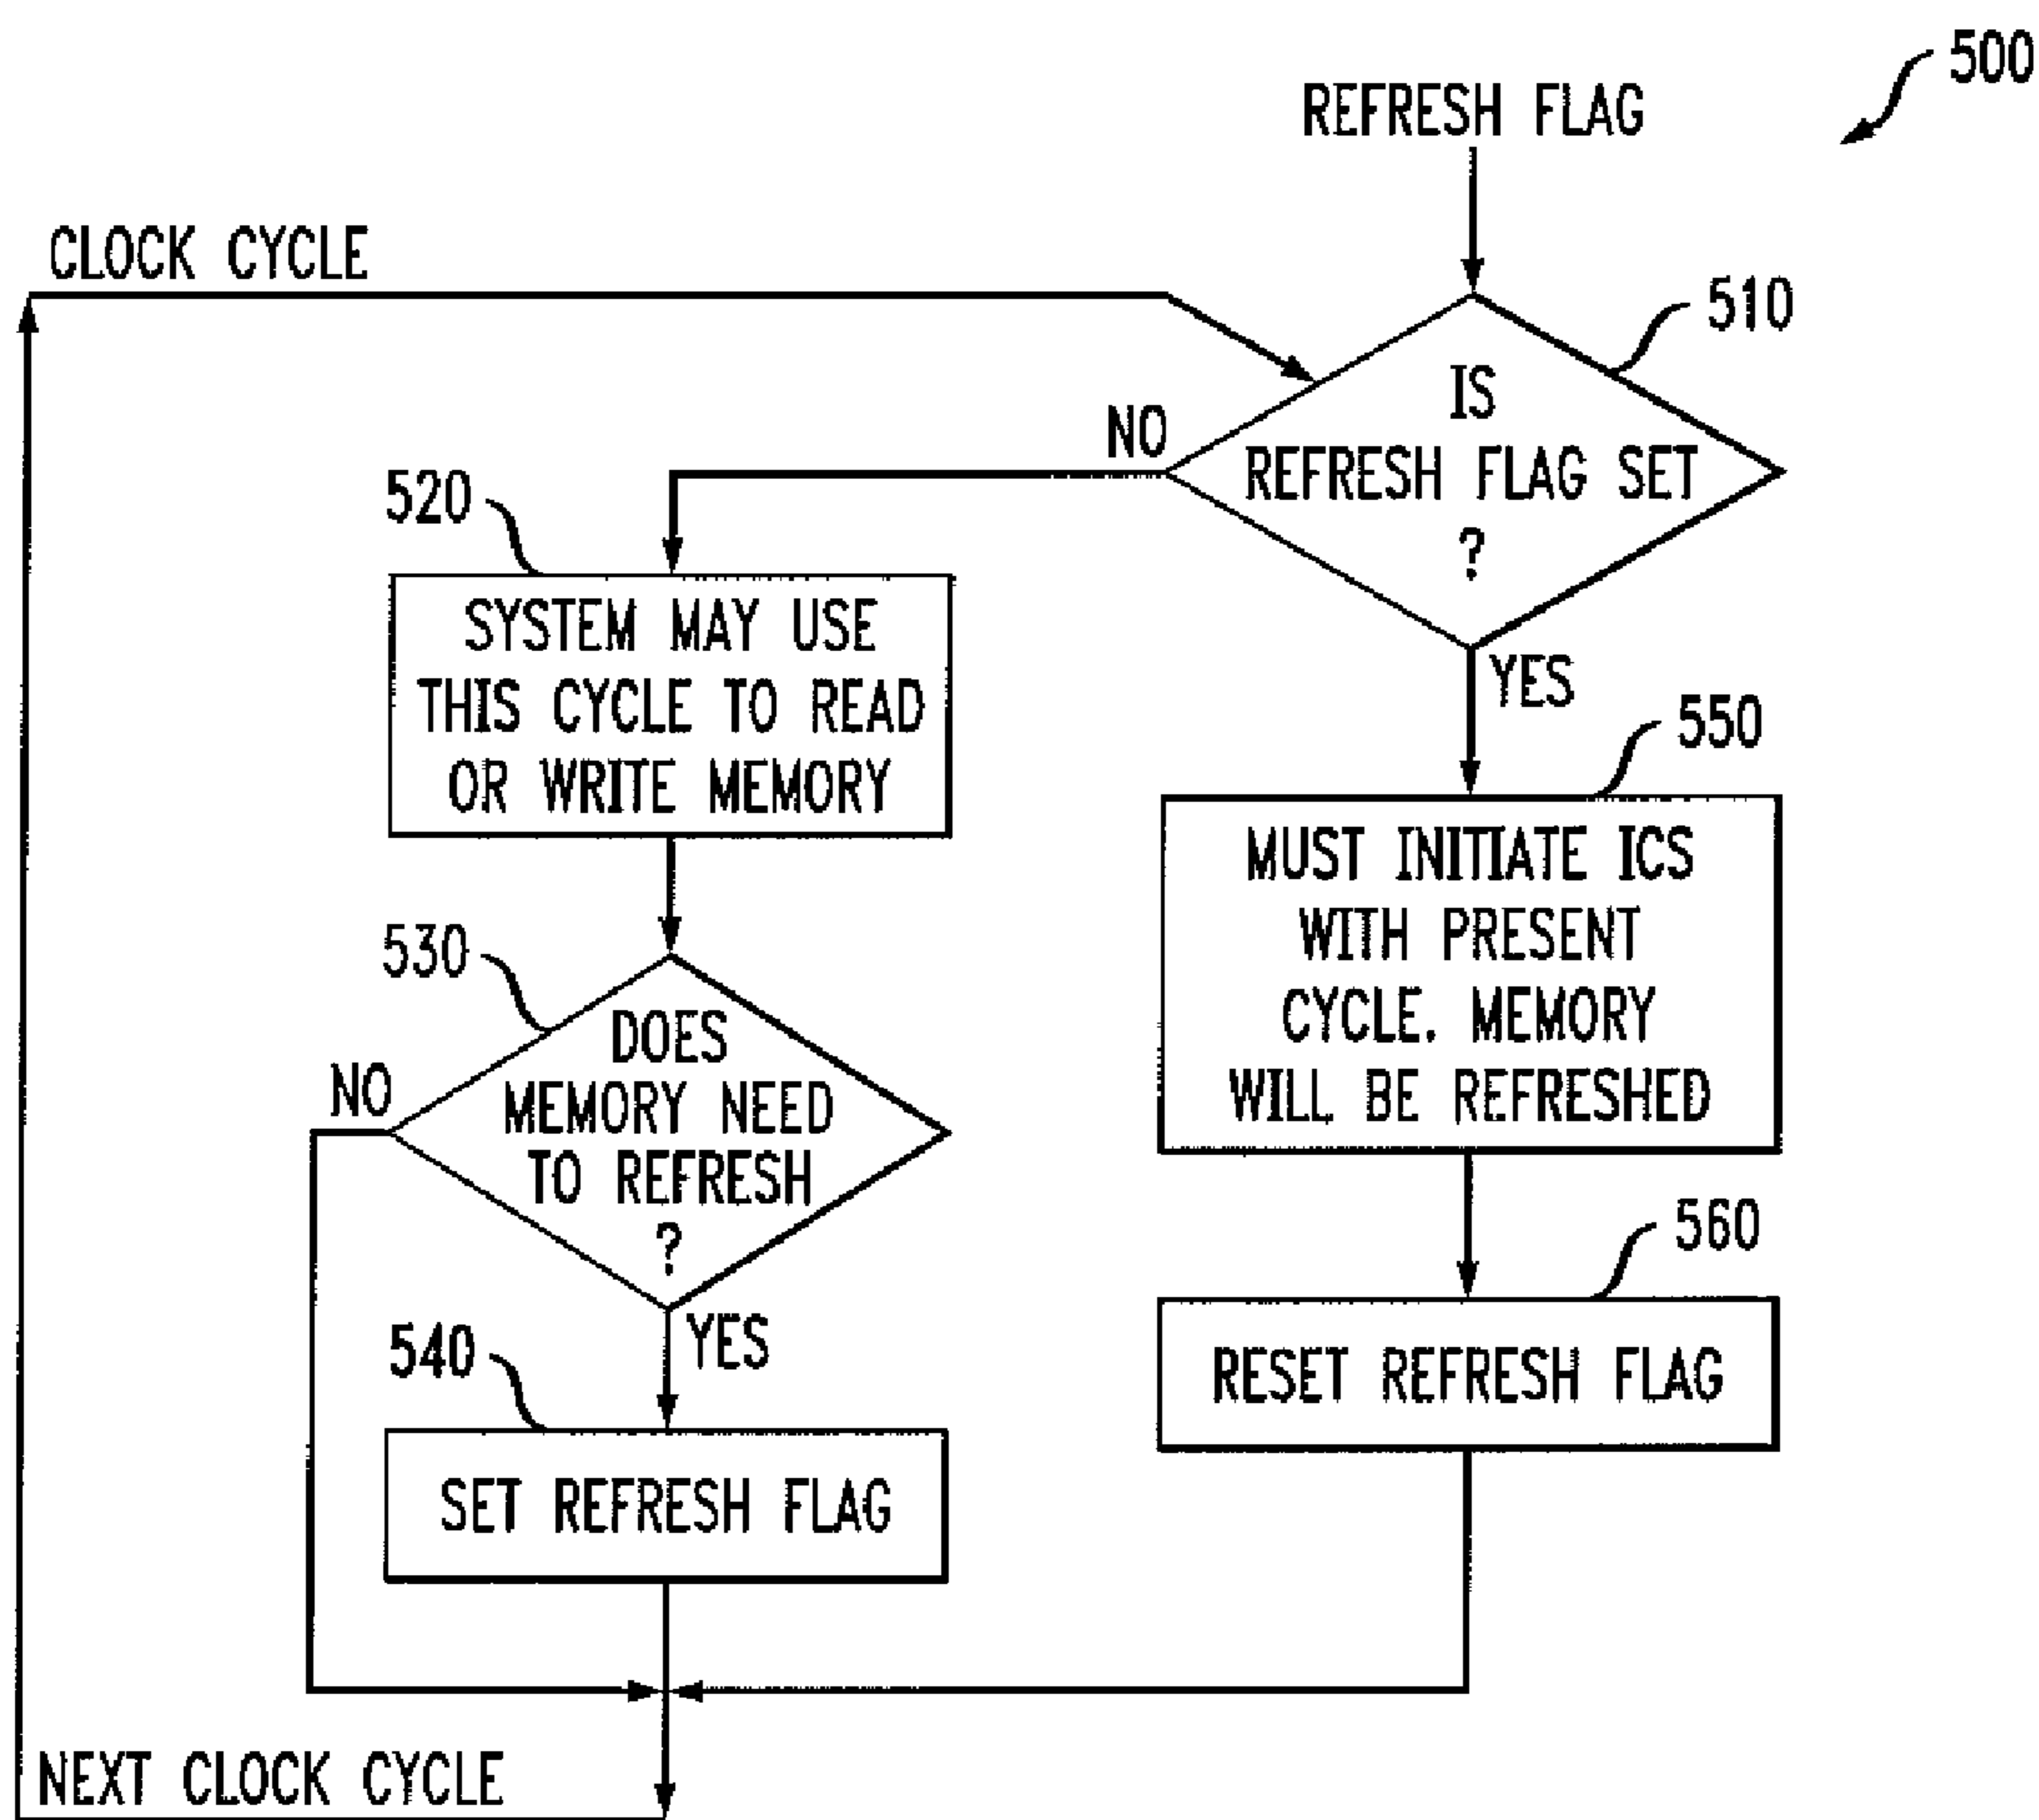 500
REFRESH FLAG
CLOCK CYCLE
510
IS
REFRESH FLAG SET
?
NO
YES
520
SYSTEM MAY USE
THIS CYCLE TO READ
OR WRITE MEMORY
550
MUST INITIATE ICS
WITH PRESENT
CYCLE. MEMORY
WILL BE REFRESHED
530
DOES
MEMORY NEED
TO REFRESH
?
NO
YES
560
RESET REFRESH FLAG
540
SET REFRESH FLAG
NEXT CLOCK CYCLE